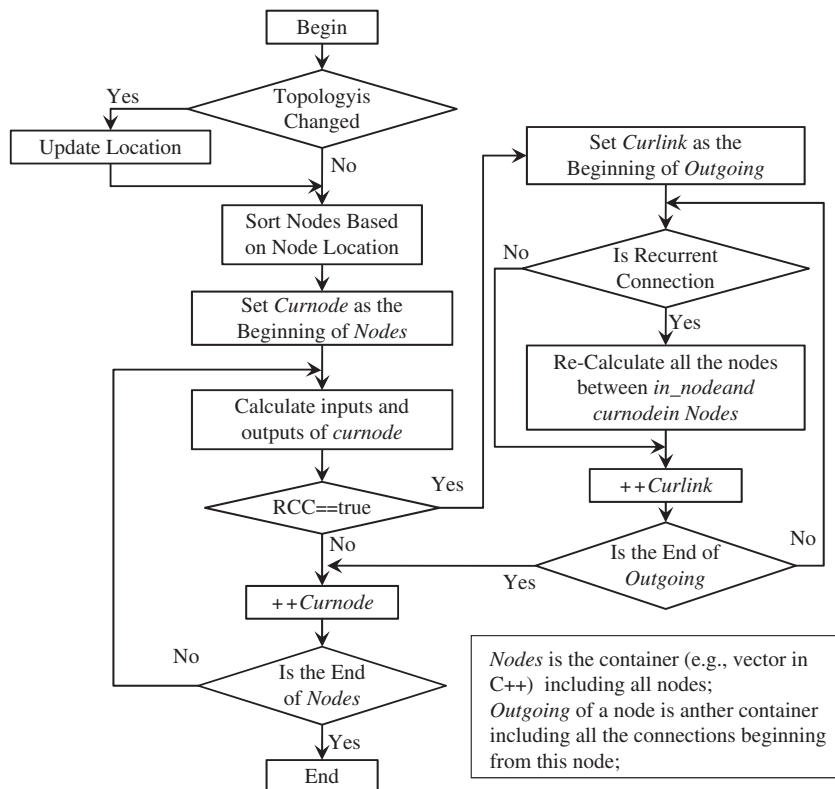 Begin
Topologyis
Changed
Yes
No
Update Location
Sort Nodes Based
on Node Location
Set Curnode as the
Beginning of Nodes
Calculate inputs and
outputs of curnode
RCC==true
Yes
No
++Curnode
Is the End
of Nodes
No
Yes
End
Set Curlink as the
Beginning of Outgoing
Is Recurrent
Connection
No
Yes
Re-Calculate all the nodes
between in_nodeand
curnodein Nodes
++Curlink
Is the End of
Outgoing
No
Yes
Nodes is the container (e.g., vector in
C++) including all nodes;
Outgoing of a node is anther container
including all the connections beginning
from this node;